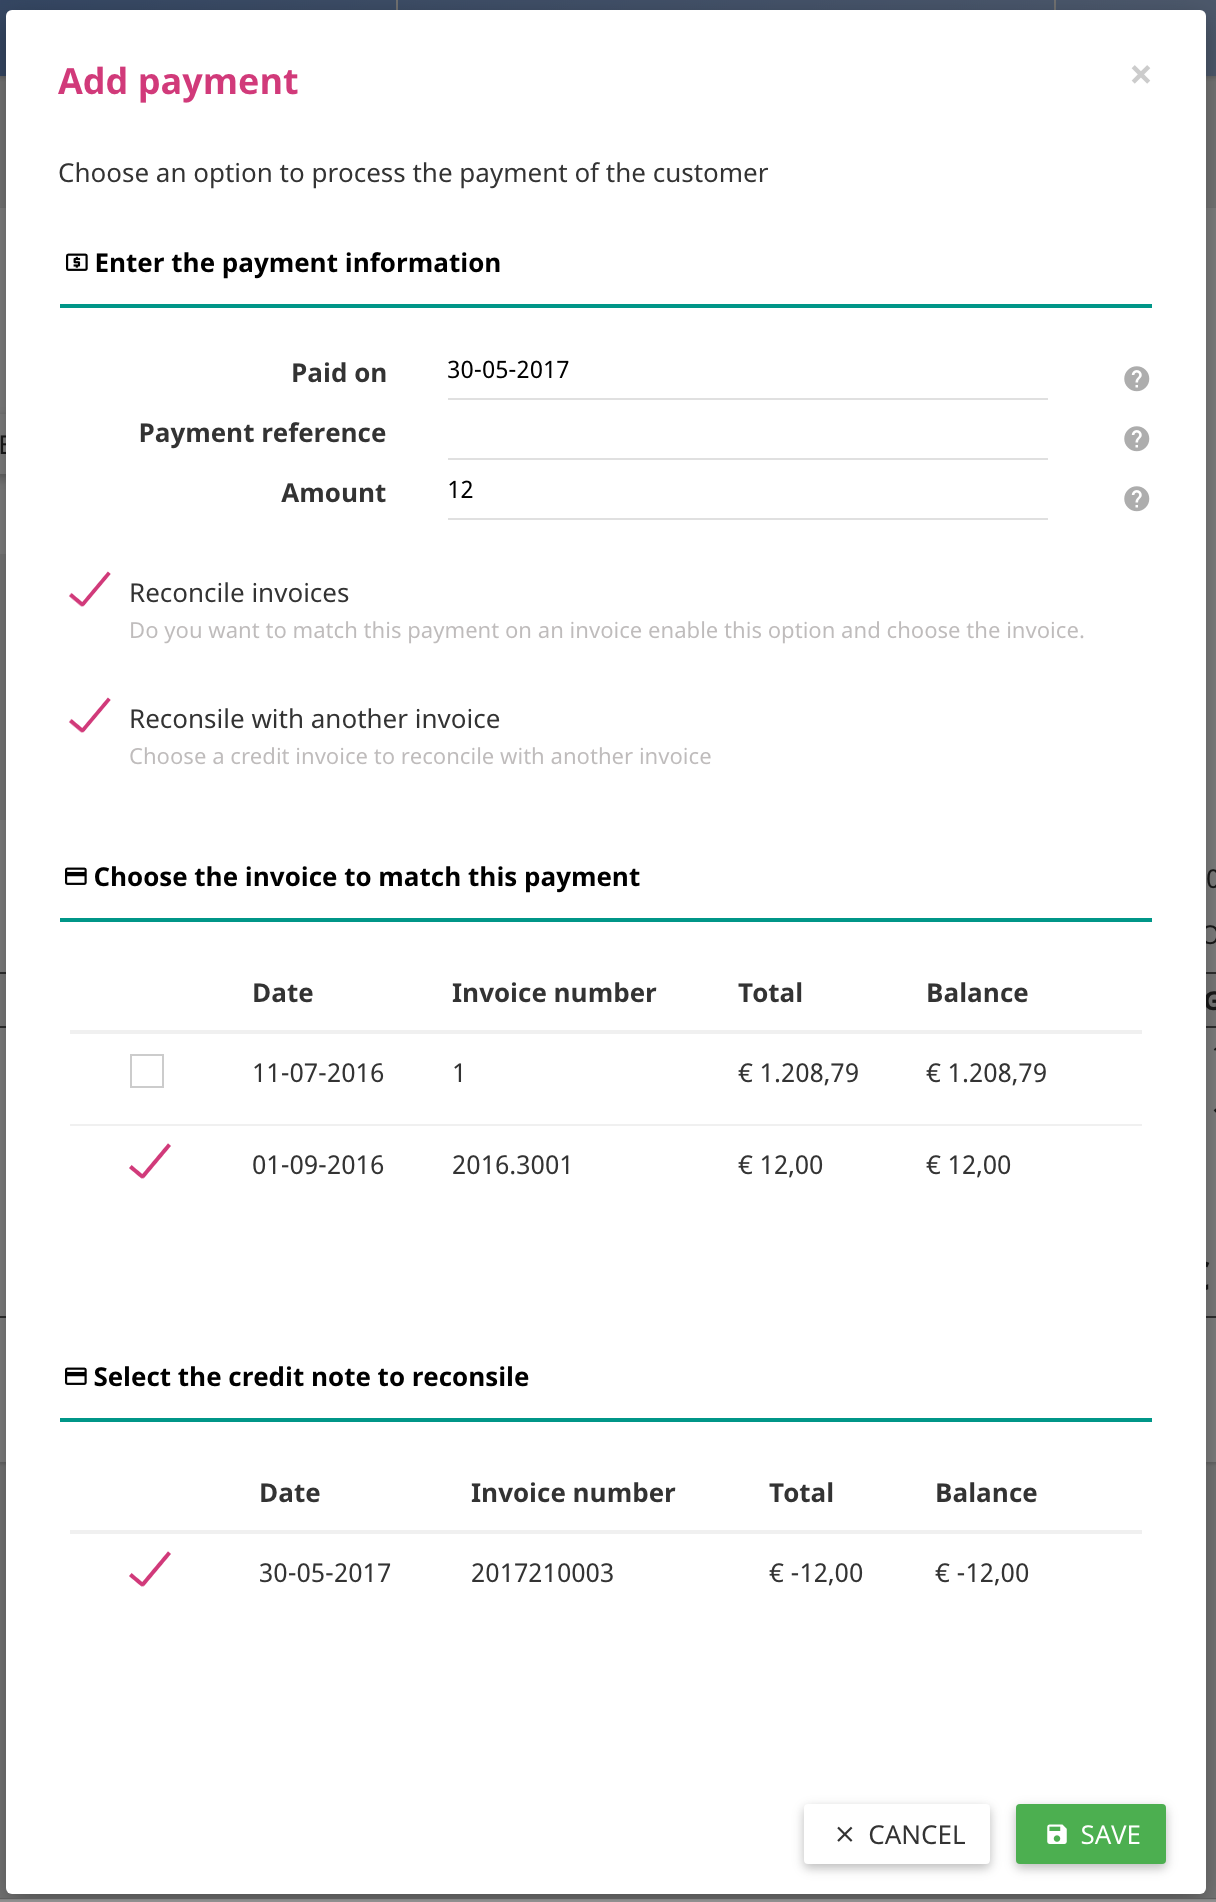 Add payment
×
Choose an option to process the payment of the customer
Enter the payment information
Paid on 30-05-2017
Payment reference
Amount 12
Reconcile invoices
Do you want to match this payment on an invoice enable this option and choose the invoice.
Reconsile with another invoice
Choose a credit invoice to reconcile with another invoice
Choose the invoice to match this payment
Date Invoice number Total Balance
11-07-2016 1 € 1.208,79 € 1.208,79
01-09-2016 2016.3001 € 12,00 € 12,00
Select the credit note to reconsile
Date Invoice number Total Balance
30-05-2017 2017210003 € -12,00 € -12,00
CANCEL SAVE